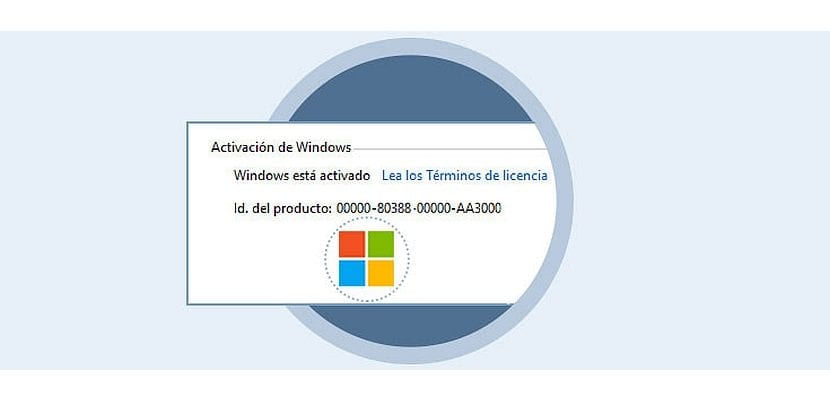 Activación de Windows
Windows está activado Lea los Términos de licencia
Id. del producto: 00000-80388-00000-AA3000